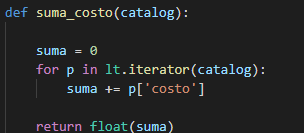 def suma_costo(catalog):
suma = 0
for p in lt.iterator(catalog):
suma += p['costo']
return float(suma)